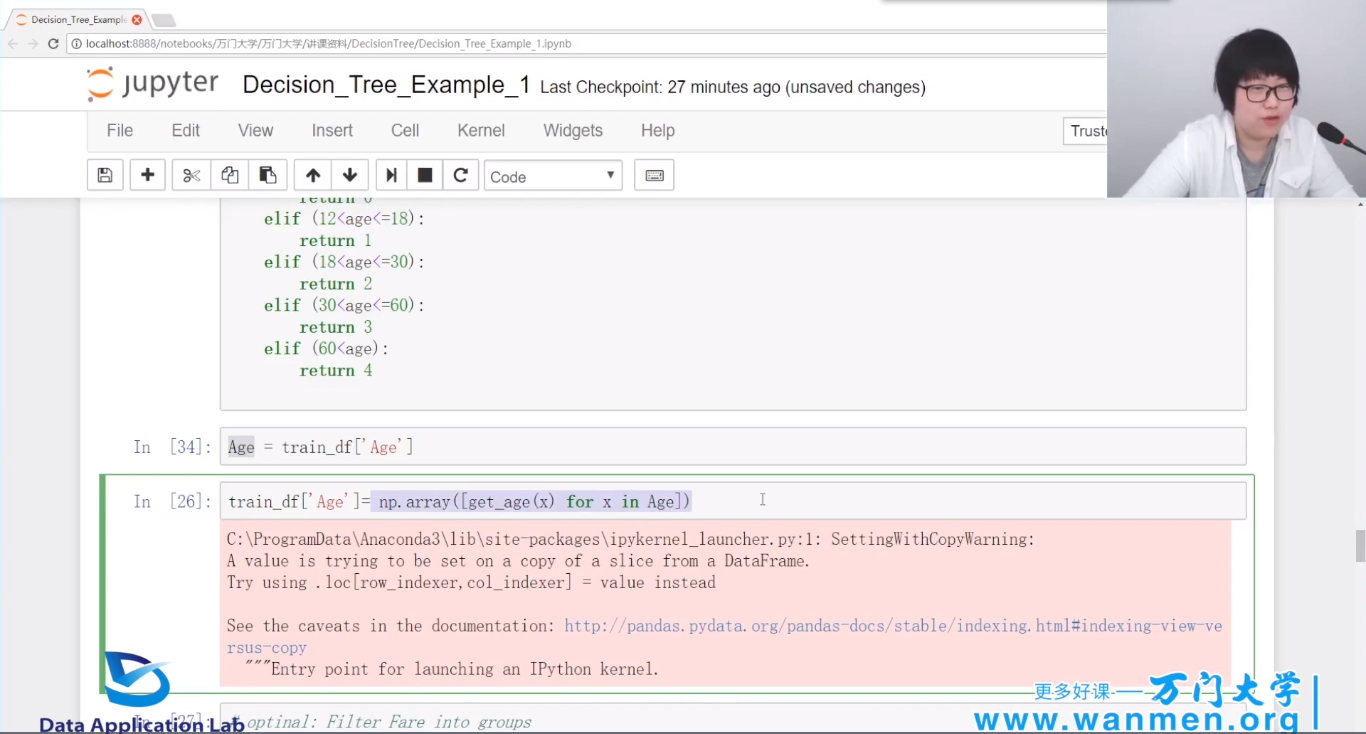 Decision_Tree_Example
localhost:8888/notebooks/万门大学/万门大学/讲课资料/DecisionTree/Decision_Tree_Example_1.ipynb
jupyter Decision_Tree_Example_1 Last Checkpoint: 27 minutes ago (unsaved changes)
File Edit View Insert Cell Kernel Widgets Help Truste
Code
return 0
elif (12<age<=18):
return 1
elif (18<age<=30):
return 2
elif (30<age<=60):
return 3
elif (60<age):
return 4
In [34]: Age = train_df['Age']
In [26]: train_df['Age']= np.array([get_age(x) for x in Age])
C:\ProgramData\Anaconda3\lib\site-packages\ipykernel_launcher.py:1: SettingWithCopyWarning:
A value is trying to be set on a copy of a slice from a DataFrame.
Try using .loc[row_indexer,col_indexer] = value instead
See the caveats in the documentation: http://pandas.pydata.org/pandas-docs/stable/indexing.html#indexing-view-ve
rsus-copy
"""Entry point for launching an IPython kernel.
更多好课 万门大学
In [27]: # optinal: Filter Fare into groups
Data Application Lab
www.wanmen.org